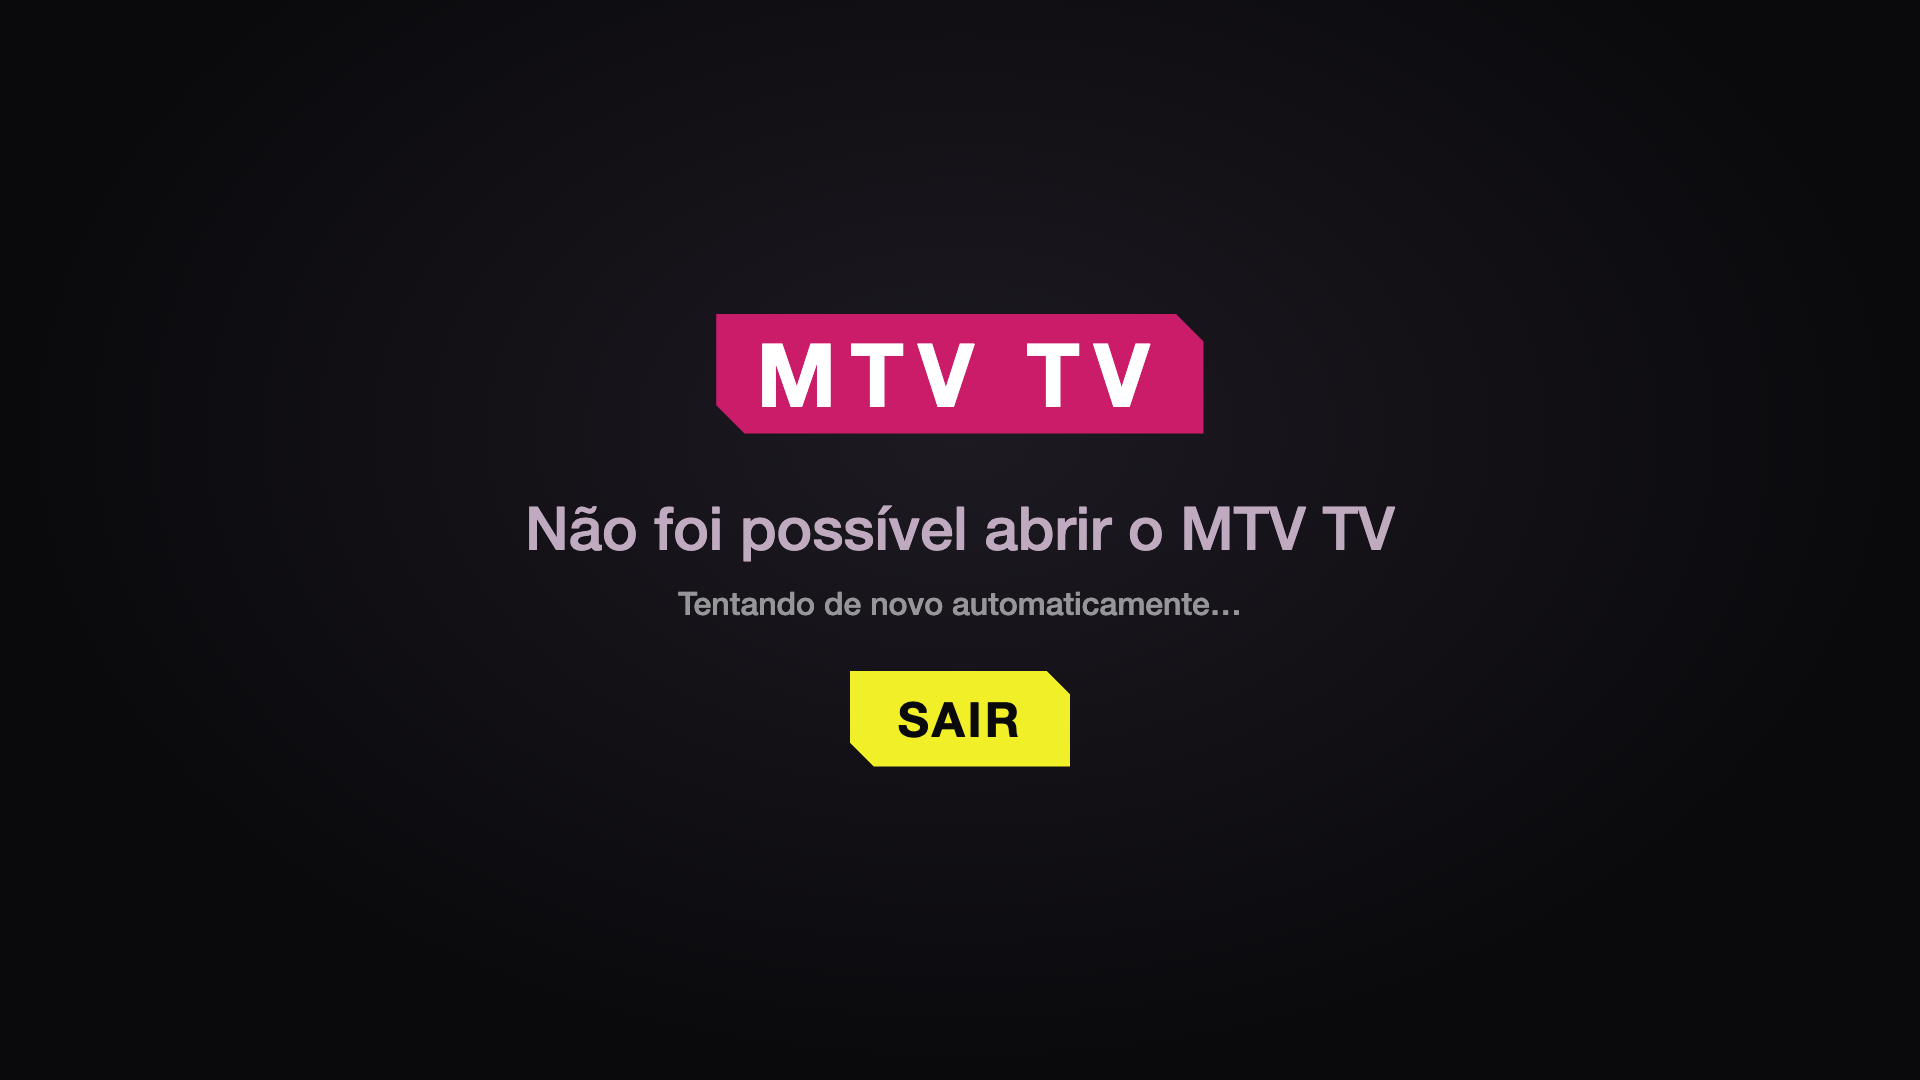 MTV TV
Não foi possível abrir o MTV TV
Tentando de novo automaticamente...
SAIR